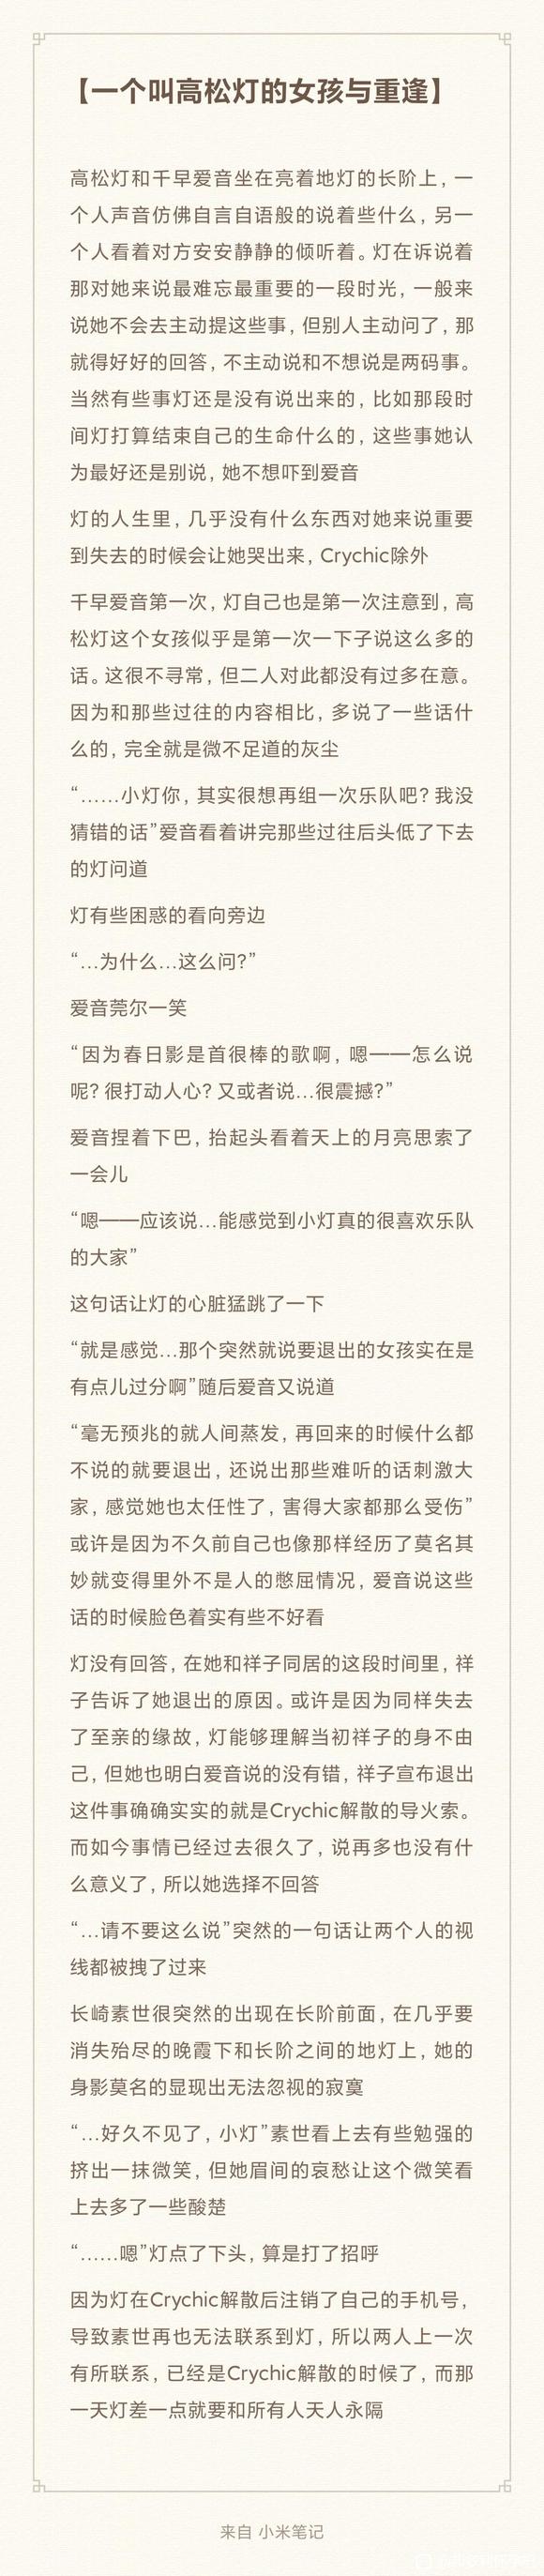 【一个叫高松灯的女孩与重逢】
高松灯和千早爱音坐在亮着地灯的长阶上，一
个人声音仿佛自言自语般的说着些什么，另一
个人看着对方安安静静的倾听着。灯在诉说着
那对她来说最难忘最重要的一段时光，一般来
说她不会去主动提这些事，但别人主动问了，那
就得好好的回答，不主动说和不想说是两码事。
当然有些事灯还是没有说出来的，比如那段时
间灯打算结束自己的生命什么的，这些事她认
为最好还是别说，她不想吓到爱音
灯的人生里，几乎没有什么东西对她来说重要
到失去的时候会让她哭出来，Crychic除外
千早爱音第一次，灯自己也是第一次注意到，高
松灯这个女孩似乎是第一次一下子说这么多的
话。这很不寻常，但二人对此都没有过多在意。
因为和那些过往的内容相比，多说了一些话什
么的，完全就是微不足道的灰尘
“……小灯你，其实很想再组一次乐队吧？我没
猜错的话”爱音看着讲完那些过往后头低了下去
的灯问道
灯有些困惑的看向旁边
“…为什么…这么问?”
爱音莞尔一笑
“因为春日影是首很棒的歌啊，嗯——怎么说
呢？很打动人心？又或者说…很震撼?”
爱音捏着下巴，抬起头看着天上的月亮思索了
一会儿
“嗯——应该说…能感觉到小灯真的很喜欢乐队
的大家”
这句话让灯的心脏猛跳了一下
“就是感觉…那个突然就说要退出的女孩实在是
有点儿过分啊”随后爱音又说道
“毫无预兆的就人间蒸发，再回来的时候什么都
不说的就要退出，还说出那些难听的话刺激大
家，感觉她也太任性了，害得大家都那么受伤”
或许是因为不久前自己也像那样经历了莫名其
妙就变得里外不是人的憋屈情况，爱音说这些
话的时候脸色着实有些不好看
灯没有回答，在她和祥子同居的这段时间里，祥
子告诉了她退出的原因。或许是因为同样失去
了至亲的缘故，灯能够理解当初祥子的身不由
己，但她也明白爱音说的没有错，祥子宣布退出
这件事确确实实的就是Crychic解散的导火索。
而如今事情已经过去很久了，说再多也没有什
么意义了，所以她选择不回答
“…请不要这么说”突然的一句话让两个人的视
线都被拽了过来
长崎素世很突然的出现在长阶前面，在几乎要
消失殆尽的晚霞下和长阶之间的地灯上，她的
身影莫名的显现出无法忽视的寂寞
“…好久不见了，小灯”素世看上去有些勉强的
挤出一抹微笑，但她眉间的哀愁让这个微笑看
上去多了一些酸楚
“……嗯”灯点了下头，算是打了招呼
因为灯在Crychic解散后注销了自己的手机号，
导致素世再也无法联系到灯，所以两人上一次
有所联系，已经是Crychic解散的时候了，而那
一天灯差一点就要和所有人天人永隔
来自 小米笔记